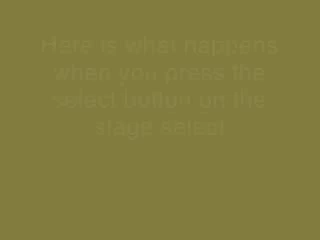 Here is what happens
when you press the
select button on the
stage select